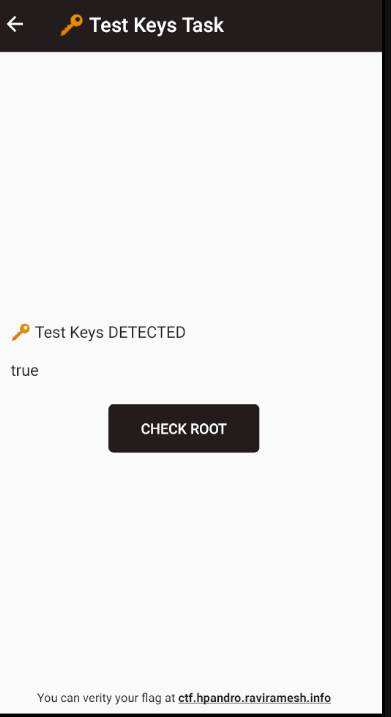 🔑 Test Keys Task
🔑 Test Keys DETECTED
true
CHECK ROOT
You can verity your flag at ctf.hpandro.raviramesh.info